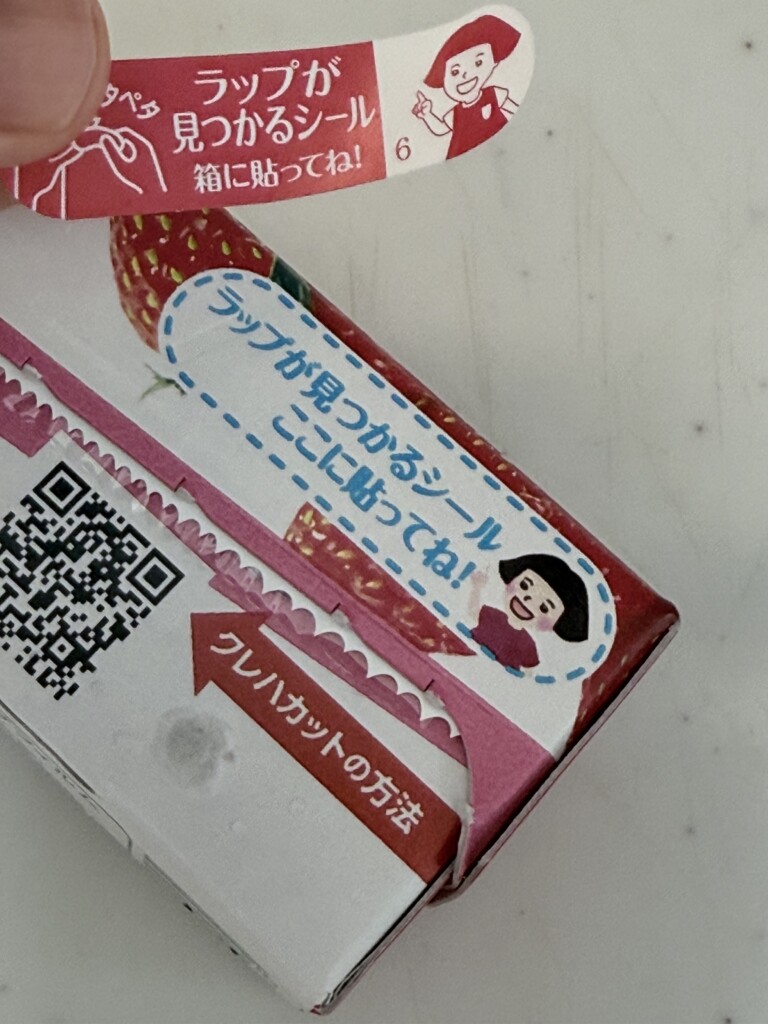 ペタ
ラップが
見つかるシール
箱に貼ってね!
6
ラップが見つかるシール
ここに貼ってね!
クレハカットの方法